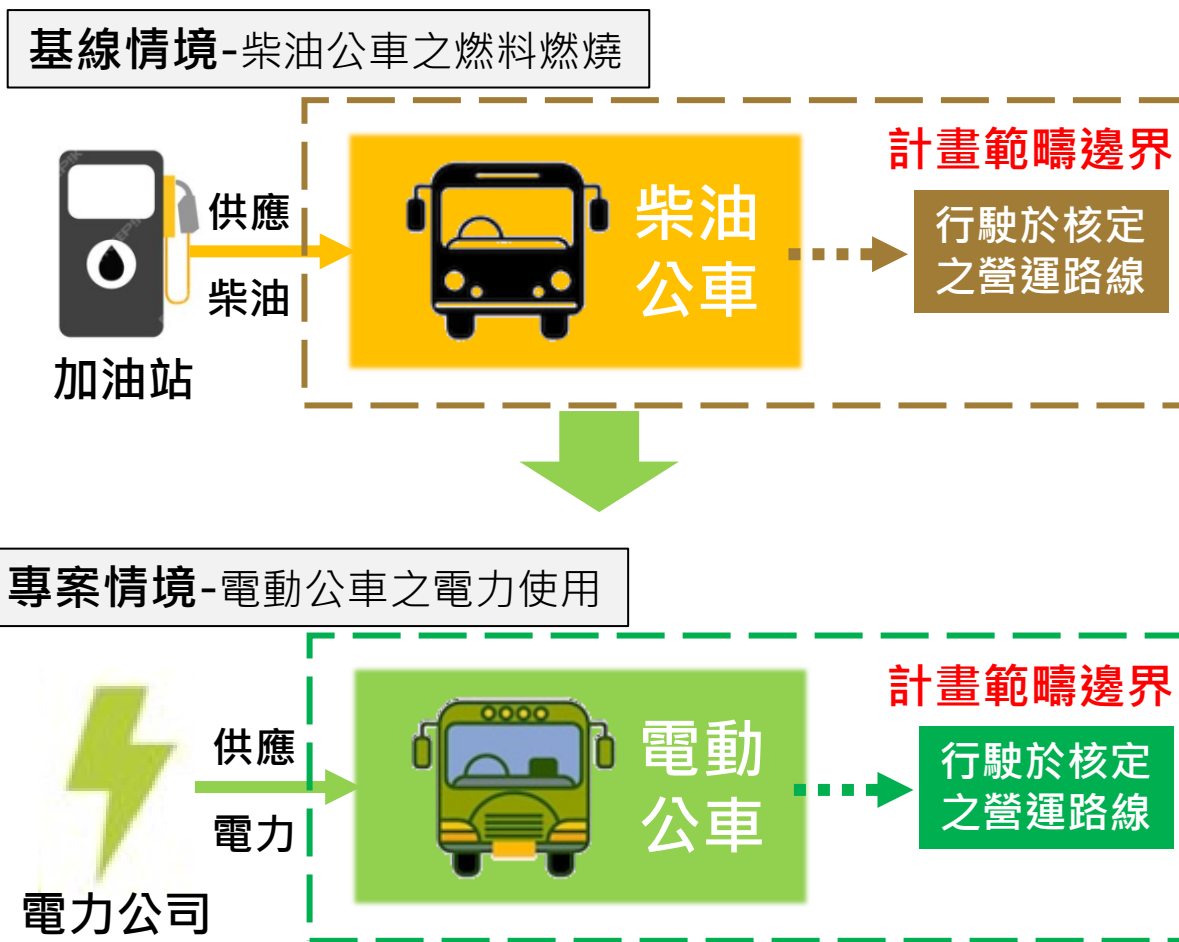 基線情境-柴油公車之燃料燃燒
計畫範疇邊界
供應
柴油
加油站
柴油
公車
行駛於核定
之營運路線
專案情境-電動公車之電力使用
計畫範疇邊界
供應
電力
電力公司
電動
公車
行駛於核定
之營運路線